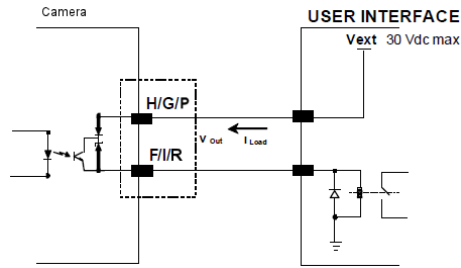 Camera
USER INTERFACE
Vext 30 Vdc max
H/G/P
V Out
I Load
F/I/R